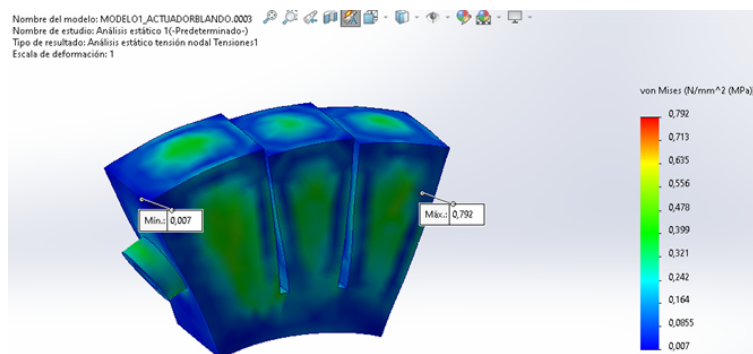 Nombre del modelo: MODELO1_ACTUADORBLANDO.0003
Nombre de estudio: Análisis estático 1(-Predeterminado-)
Tipo de resultado: Análisis estático tensión nodal Tensiones1
Escala de deformación: 1
von Mises (N/mm^2 (MPa)
0,792
0,713
0,635
0,556
0,478
0,399
0,321
0,242
0,164
0,0855
0,007
Mín.: 0,007
Máx.: 0,792